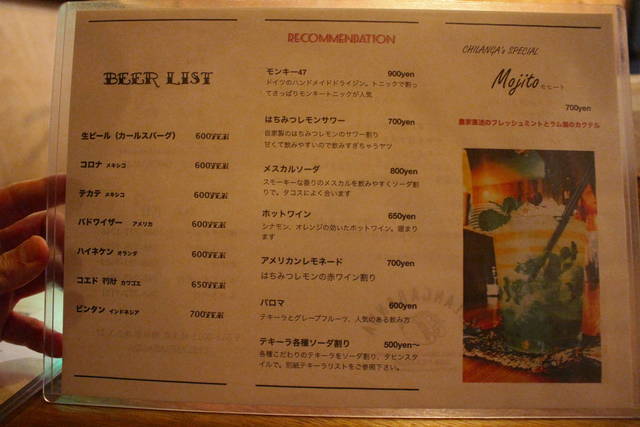 BEER LIST
生ビール(カールスバーグ) 600YEN
コロナ メキシコ 600YEN
テカテ メキシコ 600YEN
バドワイザー アメリカ 600YEN
ハイネケン オランダ 600YEN
コエド カワゴエ 650YEN
ビンタン インドネシア 700YEN
RECOMMENDATION
モンキー47 900yen
ドイツのハンドメイドドライジン。トニックで割っ
てさっぱりモンキートニックが人気
はちみつレモンサワー 700yen
自家製のはちみつレモンのサワー割り
甘くて飲みやすいので飲みすぎちゃうヤツ
メスカルソーダ 800yen
スモーキーな香りのメスカルを飲みやすくソーダ割
りで。タコスによく合います
ホットワイン 650yen
シナモン、オレンジの効いたホットワイン。暖まり
ます
アメリカンレモネード 700yen
はちみつレモンの赤ワイン割り
パロマ 600yen
テキーラとグレープフルーツ、人気のある飲み方
テキーラ各種ソーダ割り 500yen〜
各種こだわりのテキーラをソーダ割り、タヒンスタ
イルで。別紙テキーラリストをご参照下さい。
CHILANGA's SPECIAL
Mojito モヒート
700yen
農家直送のフレッシュミントとラム酒のカクテル